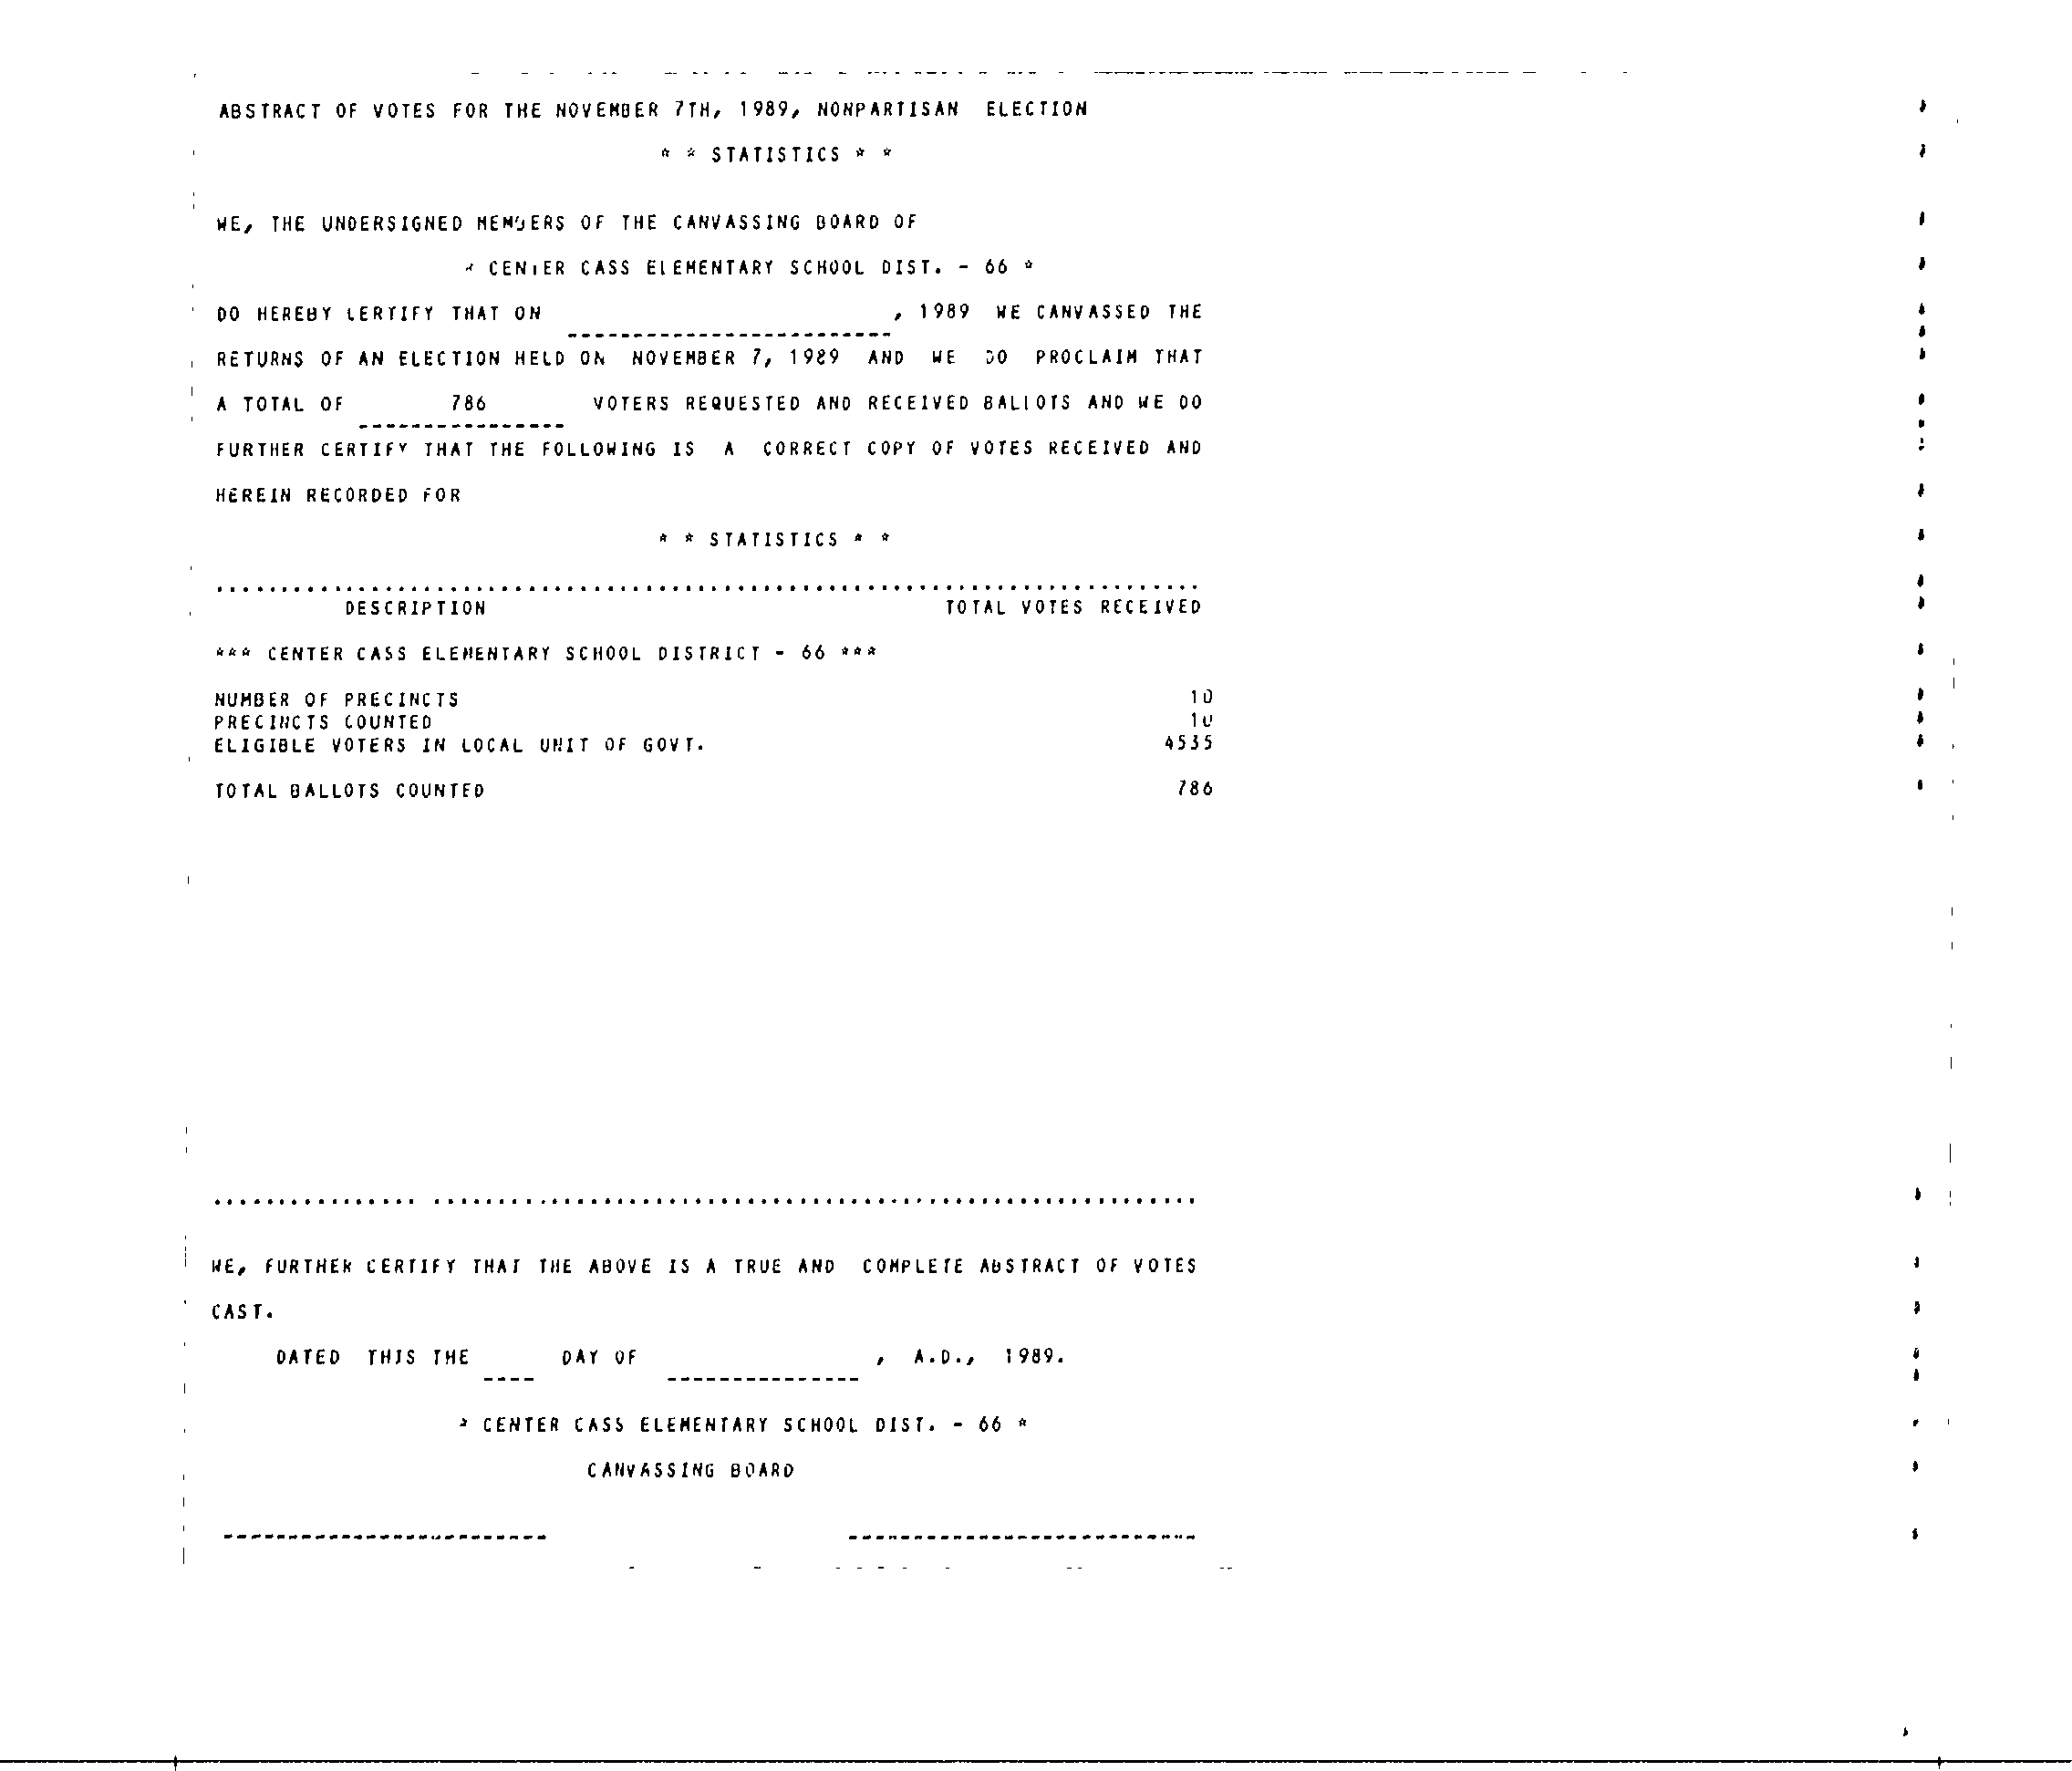 ABSTRACT OF VOTES FOR THE NOVEMBER 7TH, 1989, NONPARTISAN ELECTION
* * STATISTICS * *
WE, THE UNDERSIGNED MEMBERS OF THE CANVASSING BOARD OF
* CENTER CASS ELEMENTARY SCHOOL DIST. - 66 *
DO HEREBY CERTIFY THAT ON , 1989 WE CANVASSED THE
RETURNS OF AN ELECTION HELD ON NOVEMBER 7, 1989 AND WE DO PROCLAIM THAT
A TOTAL OF 786 VOTERS REQUESTED AND RECEIVED BALLOTS AND WE DO
FURTHER CERTIFY THAT THE FOLLOWING IS A CORRECT COPY OF VOTES RECEIVED AND
HEREIN RECORDED FOR
* * STATISTICS * *
DESCRIPTION TOTAL VOTES RECEIVED
*** CENTER CASS ELEMENTARY SCHOOL DISTRICT - 66 ***
NUMBER OF PRECINCTS 10
PRECINCTS COUNTED 10
ELIGIBLE VOTERS IN LOCAL UNIT OF GOVT. 4535
TOTAL BALLOTS COUNTED 786
WE, FURTHER CERTIFY THAT THE ABOVE IS A TRUE AND COMPLETE ABSTRACT OF VOTES
CAST.
DATED THIS THE DAY OF , A.D., 1989.
* CENTER CASS ELEMENTARY SCHOOL DIST. - 66 *
CANVASSING BOARD